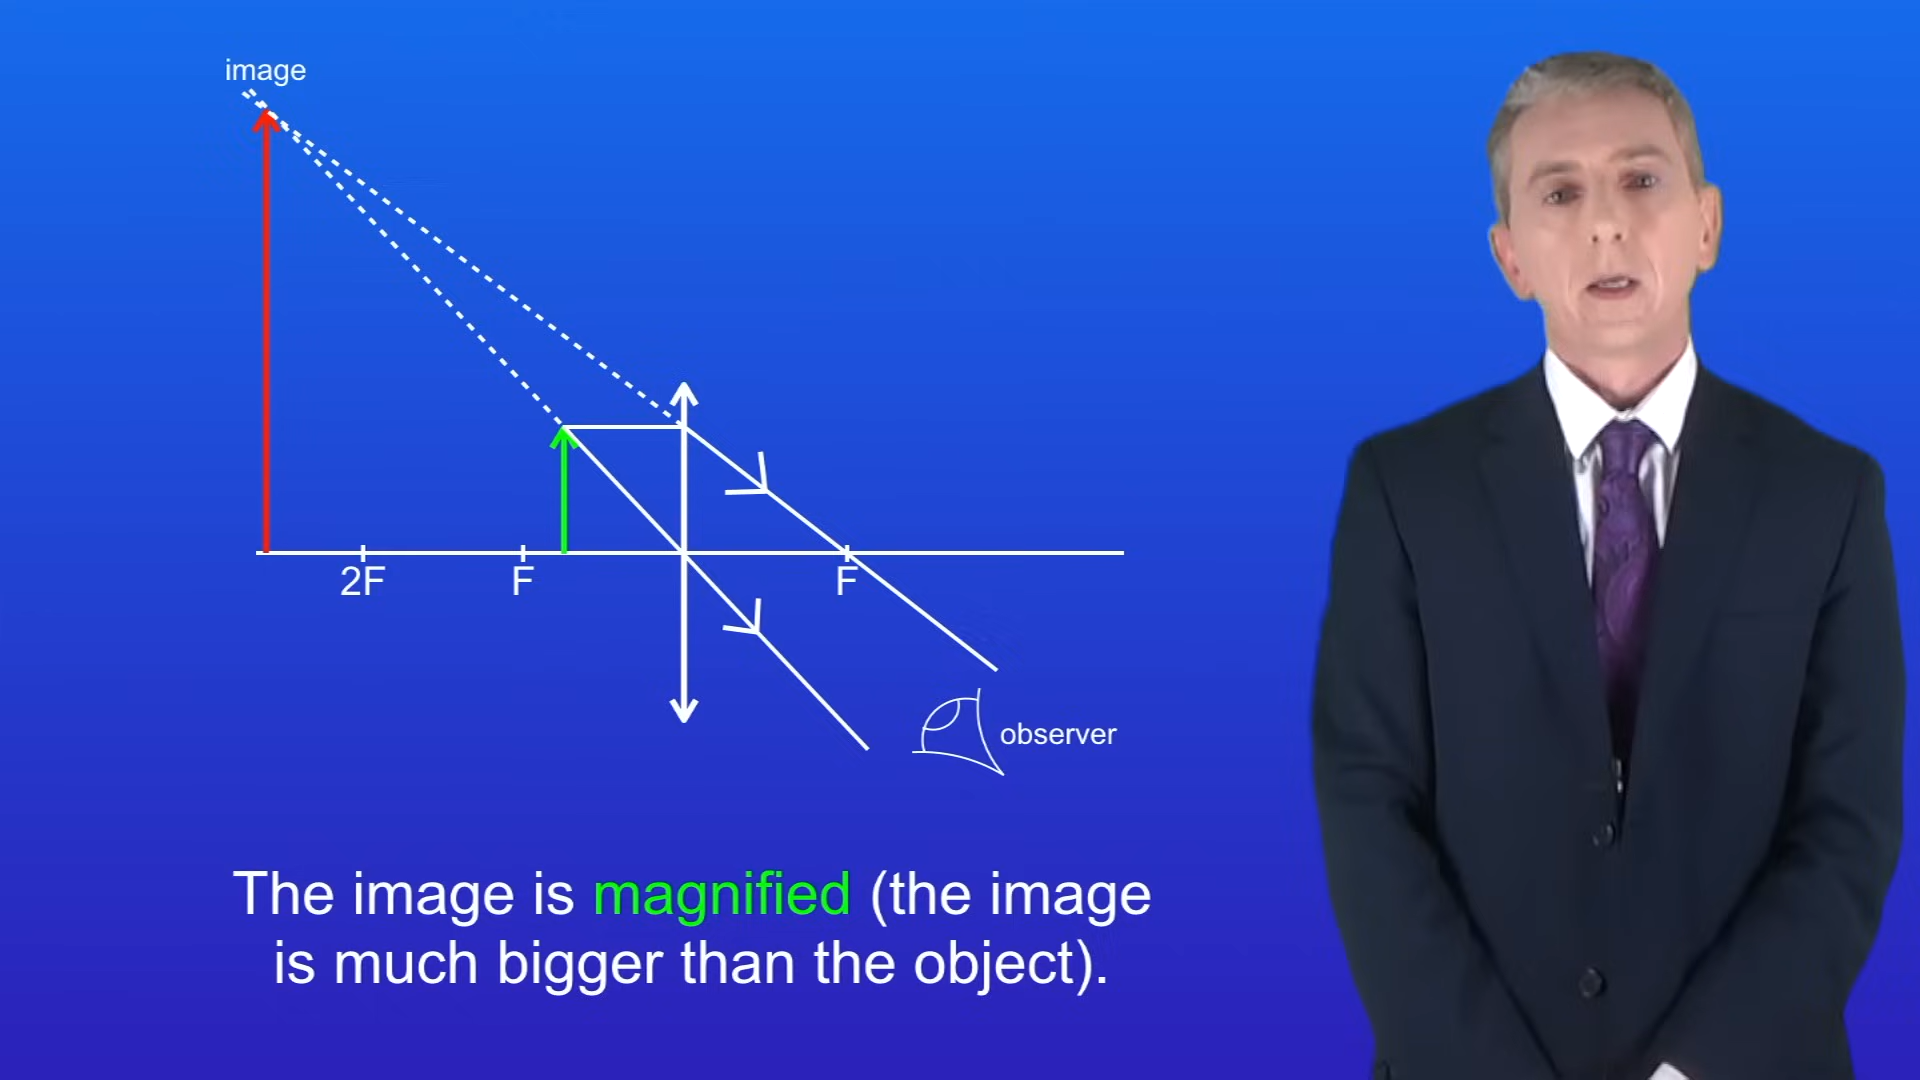 image
2F
F
F
observer
The image is magnified (the image
is much bigger than the object).